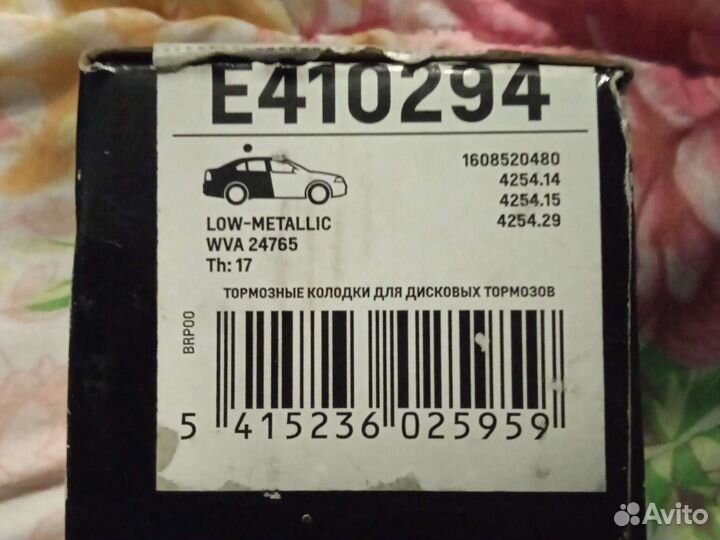 E410294
1608520480
4254.14
4254.15
4254.29
LOW-METALLIC
WVA 24765
Th: 17
ТОРМОЗНЫЕ КОЛОДКИ ДЛЯ ДИСКОВЫХ ТОРМОЗОВ
BRP00
5 415236 025959
Avito